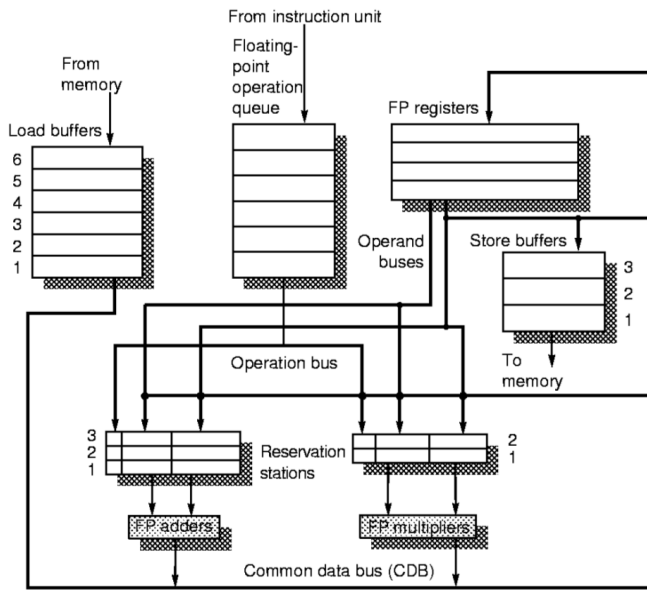 From instruction unit
Floating-
point
operation
queue
From
memory
FP registers
Load buffers
6
5
4
3
2
1
Operand
buses
Store buffers
3
2
1
To
memory
Operation bus
3
2
1
Reservation
stations
2
1
FP adders
FP multipliers
Common data bus (CDB)